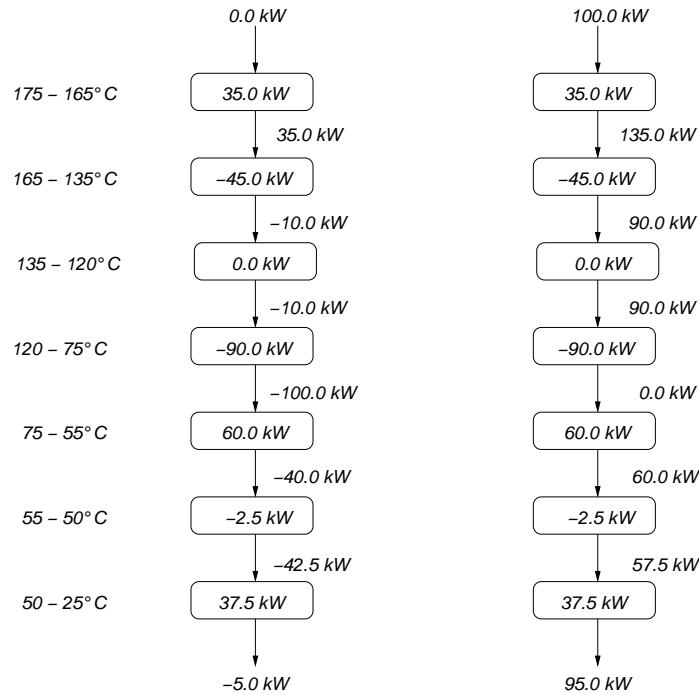 0.0 kW 100.0 kW
175 – 165° C 35.0 kW 35.0 kW
35.0 kW 135.0 kW
165 – 135° C –45.0 kW –45.0 kW
–10.0 kW 90.0 kW
135 – 120° C 0.0 kW 0.0 kW
–10.0 kW 90.0 kW
120 – 75° C –90.0 kW –90.0 kW
–100.0 kW 0.0 kW
75 – 55° C 60.0 kW 60.0 kW
–40.0 kW 60.0 kW
55 – 50° C –2.5 kW –2.5 kW
–42.5 kW 57.5 kW
50 – 25° C 37.5 kW 37.5 kW
–5.0 kW 95.0 kW